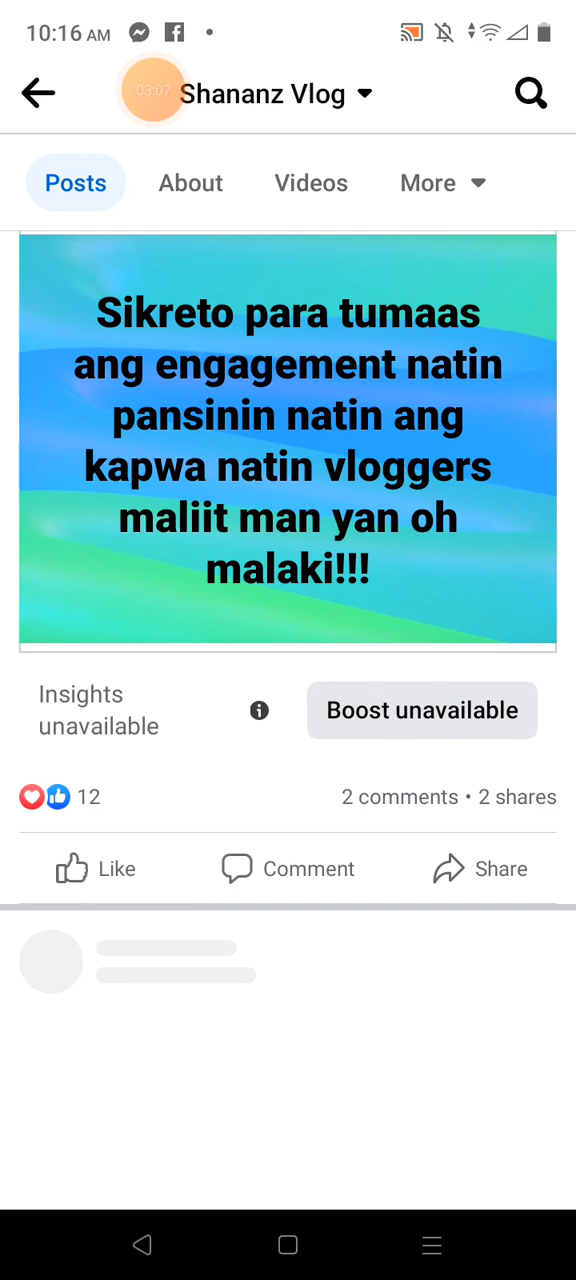 10:16 AM
03:07
Shananz Vlog
Posts About Videos More
Sikreto para tumaas
ang engagement natin
pansinin natin ang
kapwa natin vloggers
maliit man yan oh
malaki!!!
Insights
unavailable
Boost unavailable
12
2 comments • 2 shares
Like Comment Share